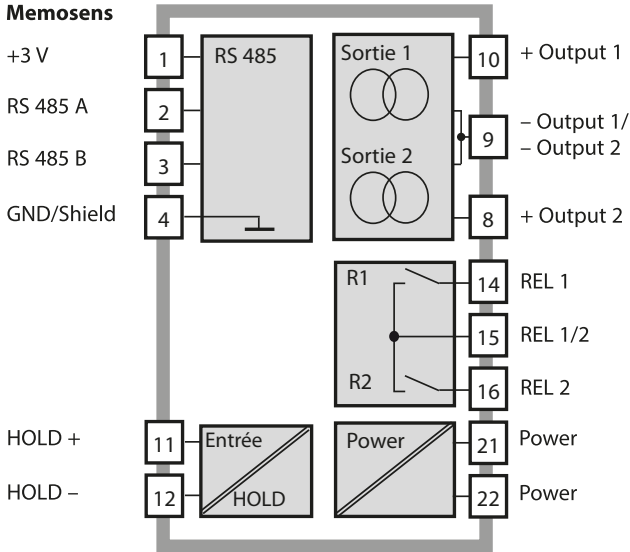 Memosens
+3 V
1
RS 485
Sortie 1
10
+ Output 1
RS 485 A
2
– Output 1/
9
– Output 2
RS 485 B
3
Sortie 2
GND/Shield
4
8
+ Output 2
R1
14
REL 1
15
REL 1/2
R2
16
REL 2
HOLD +
11
Entrée
Power
21
Power
HOLD –
12
HOLD
22
Power